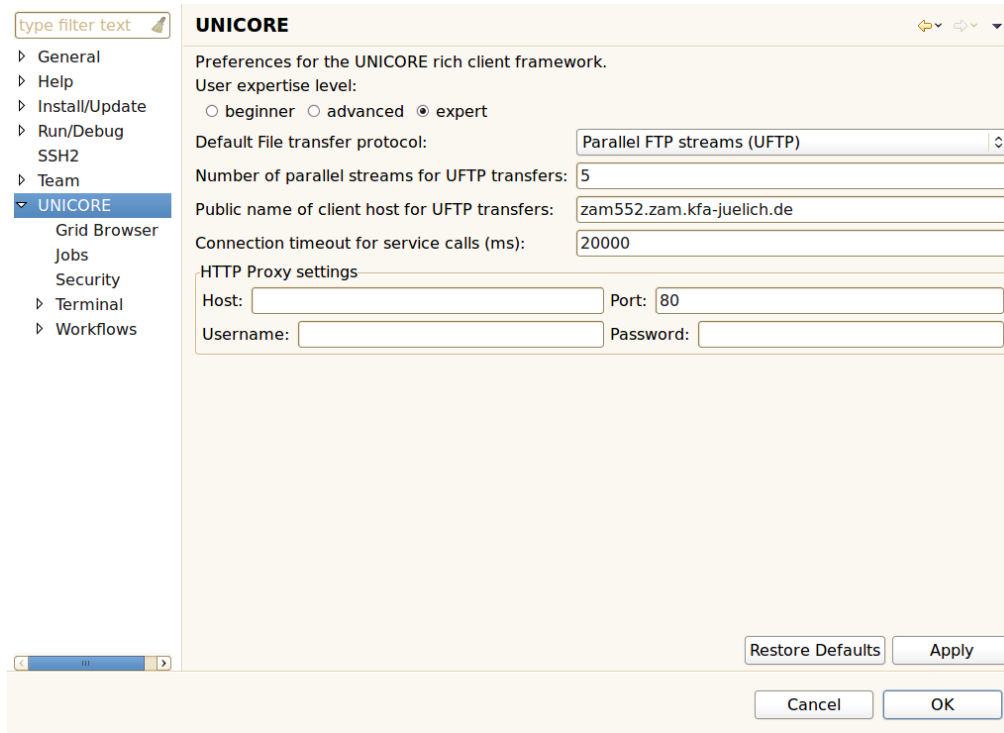 type filter text
General
Help
Install/Update
Run/Debug
SSH2
Team
UNICORE
Grid Browser
Jobs
Security
Terminal
Workflows
UNICORE
Preferences for the UNICORE rich client framework.
User expertise level:
beginner advanced expert
Default File transfer protocol: Parallel FTP streams (UFTP)
Number of parallel streams for UFTP transfers: 5
Public name of client host for UFTP transfers: zam552.zam.kfa-juelich.de
Connection timeout for service calls (ms): 20000
HTTP Proxy settings
Host: Port: 80
Username: Password:
Restore Defaults Apply
Cancel OK